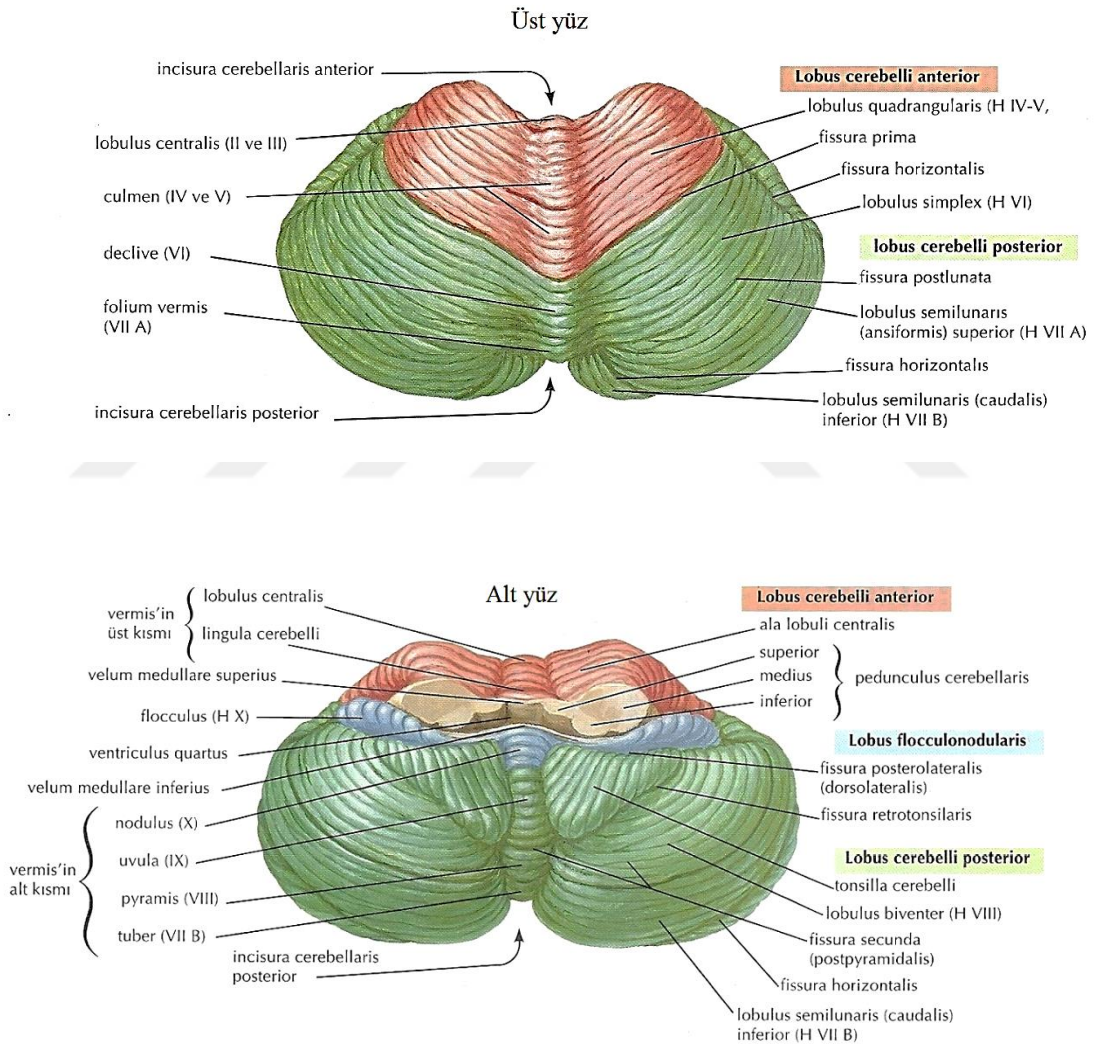 Üst yüz
incisura cerebellaris anterior
lobulus centralis (II ve III)
culmen (IV ve V)
declive (VI)
folium vermis
(VII A)
incisura cerebellaris posterior
Lobus cerebelli anterior
lobulus quadrangularis (H IV-V,
fissura prima
fissura horizontalis
lobulus simplex (H VI)
lobus cerebelli posterior
fissura postlunata
lobulus semilunaris
(ansiformis) superior (H VII A)
fissura horizontalis
lobulus semilunaris (caudalis)
inferior (H VII B)
Alt yüz
vermis'in
üst kısmı
lobulus centralis
lingula cerebelli
velum medullare superius
flocculus (H X)
ventriculus quartus
velum medullare inferius
vermis'in
alt kısmı
nodulus (X)
uvula (IX)
pyramis (VIII)
tuber (VII B)
incisura cerebellaris
posterior
Lobus cerebelli anterior
ala lobuli centralis
superior
medius
inferior
pedunculus cerebellaris
Lobus flocculonodularis
fissura posterolateralis
(dorsolateralis)
fissura retrotonsilaris
Lobus cerebelli posterior
tonsilla cerebelli
lobulus biventer (H VIII)
fissura secunda
(postpyramidalis)
fissura horizontalis
lobulus semilunaris (caudalis)
inferior (H VII B)